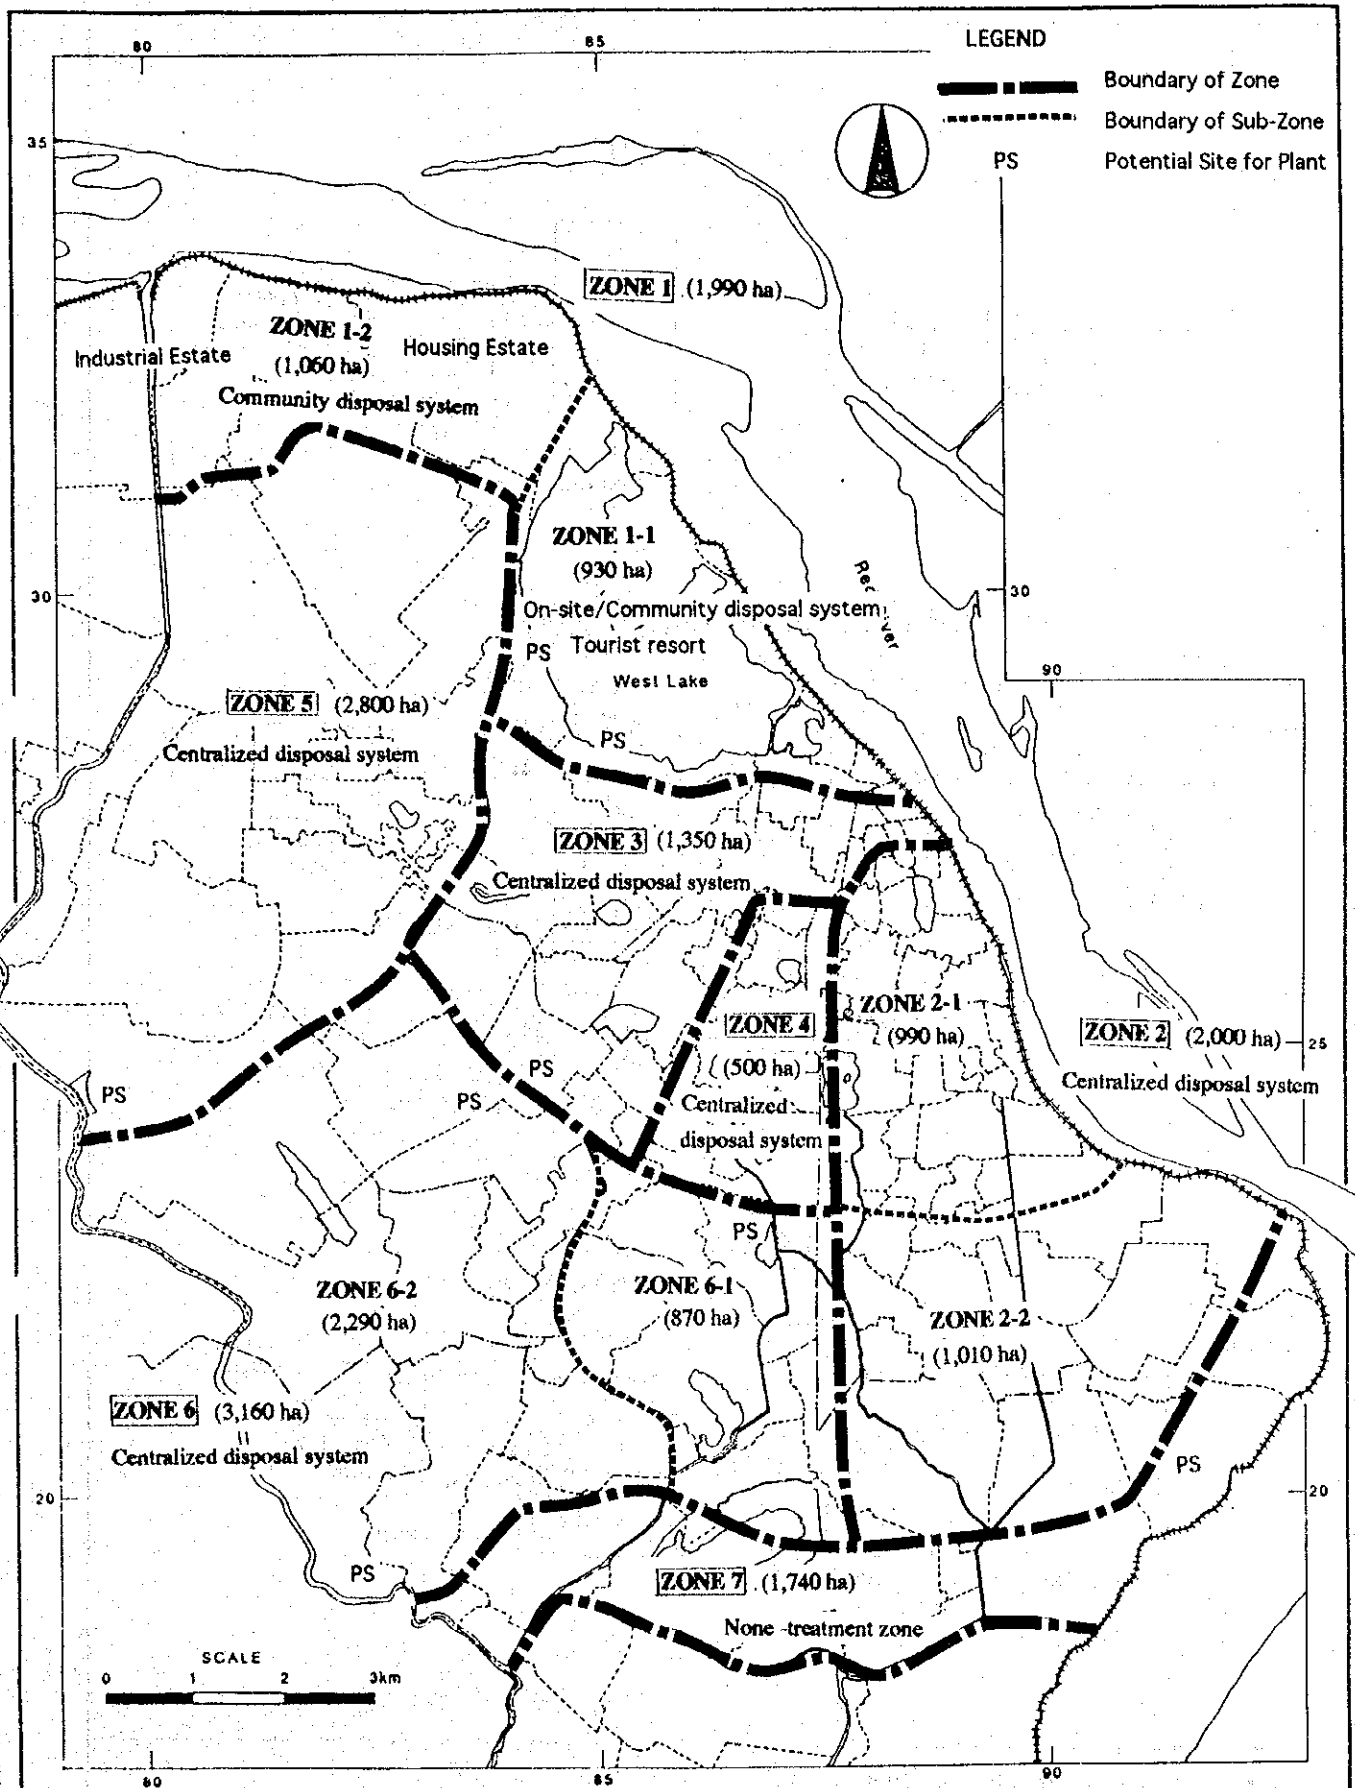 80
85
LEGEND
Boundary of Zone
Boundary of Sub-Zone
PS Potential Site for Plant
35
ZONE 1 (1,990 ha)
ZONE 1-2
Industrial Estate
(1,060 ha)
Housing Estate
Community disposal system
ZONE 1-1
(930 ha)
30
30
On-site/Community disposal system
PS
Tourist resort
West Lake
90
ZONE 5 (2,800 ha)
Centralized disposal system
PS
ZONE 3 (1,350 ha)
Centralized disposal system
ZONE 2-1
(990 ha)
ZONE 4
(500 ha)
Centralized
disposal system
ZONE 2 (2,000 ha)
25
Centralized disposal system
PS
PS
PS
PS
ZONE 6-2
(2,290 ha)
ZONE 6-1
(870 ha)
ZONE 2-2
(1,010 ha)
ZONE 6 (3,160 ha)
Centralized disposal system
PS
20
20
PS
ZONE 7 (1,740 ha)
None-treatment zone
SCALE
0 1 2 3km
80
85
90